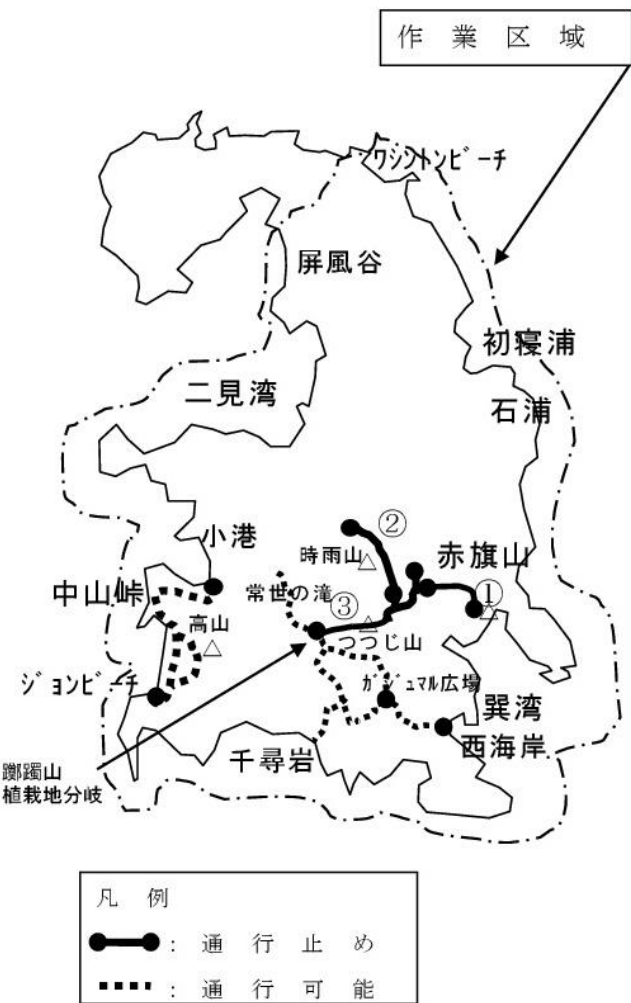 作業区域
ワシントンビーチ
屏風谷
初寝浦
二見湾
石浦
②
小港
時雨山
赤旗山
中山峠
常世の滝
③
①
高山
つつじ山
ジョンビーチ
ガジュマル広場
巽湾
千尋岩
西海岸
躑躅山
植栽地分岐
凡例
：通行止め
：通行可能